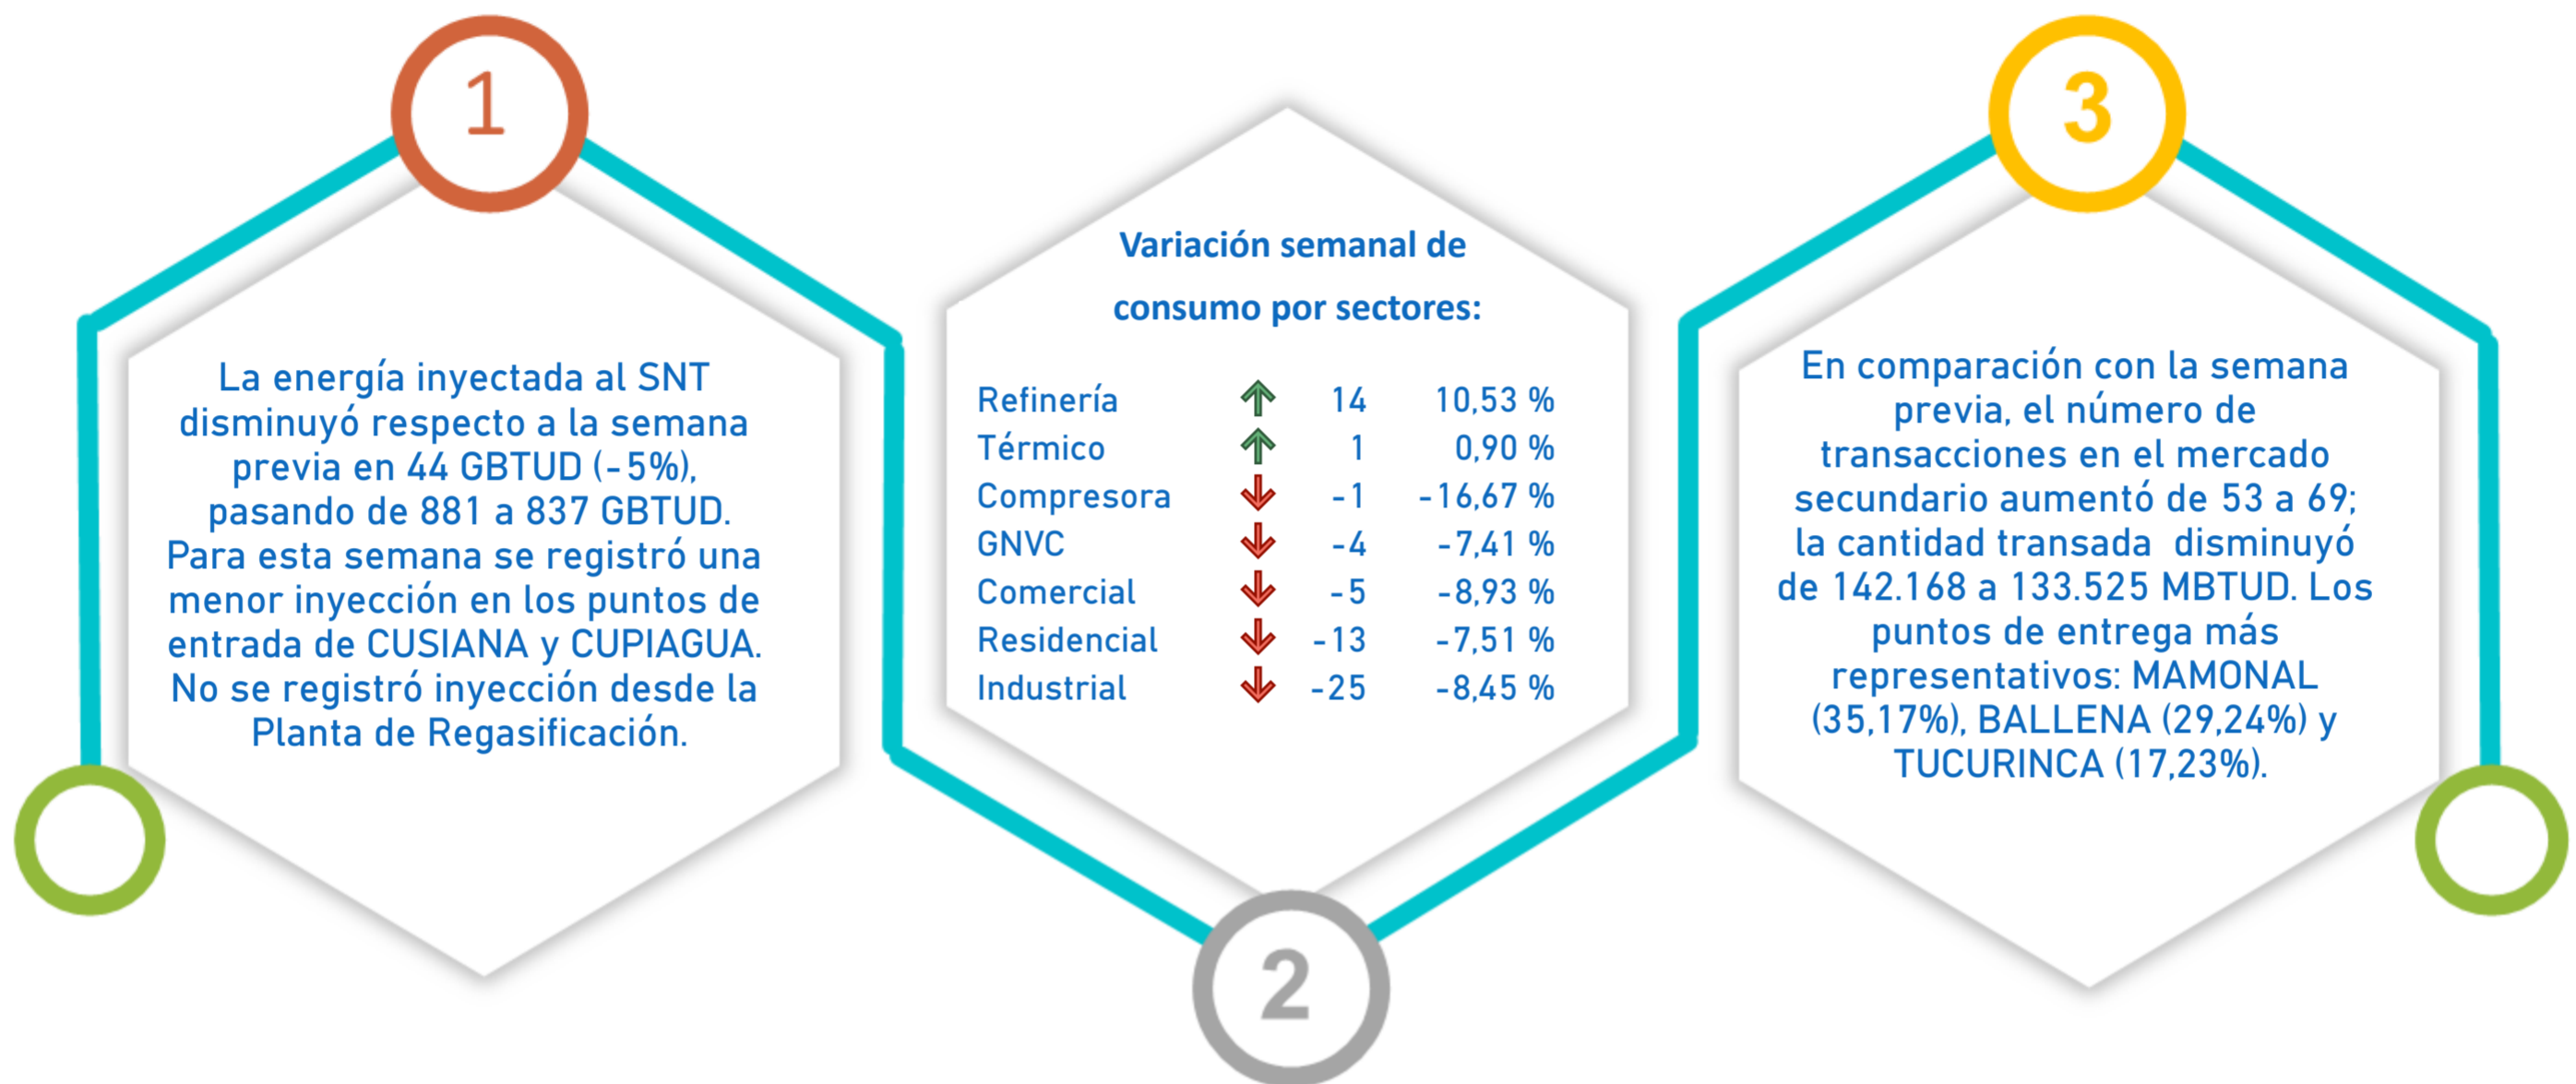 1
La energía inyectada al SNT
disminuyó respecto a la semana
previa en 44 GBTUD (-5%),
pasando de 881 a 837 GBTUD.
Para esta semana se registró una
menor inyección en los puntos de
entrada de CUSIANA y CUPIAGUA.
No se registró inyección desde la
Planta de Regasificación.
Variación semanal de
consumo por sectores:
Refinería ↑ 14 10,53 %
Térmico ↑ 1 0,90 %
Compresora ↓ -1 -16,67 %
GNVC ↓ -4 -7,41 %
Comercial ↓ -5 -8,93 %
Residencial ↓ -13 -7,51 %
Industrial ↓ -25 -8,45 %
2
3
En comparación con la semana
previa, el número de
transacciones en el mercado
secundario aumentó de 53 a 69;
la cantidad transada disminuyó
de 142.168 a 133.525 MBTUD. Los
puntos de entrega más
representativos: MAMONAL
(35,17%), BALLENA (29,24%) y
TUCURINCA (17,23%).